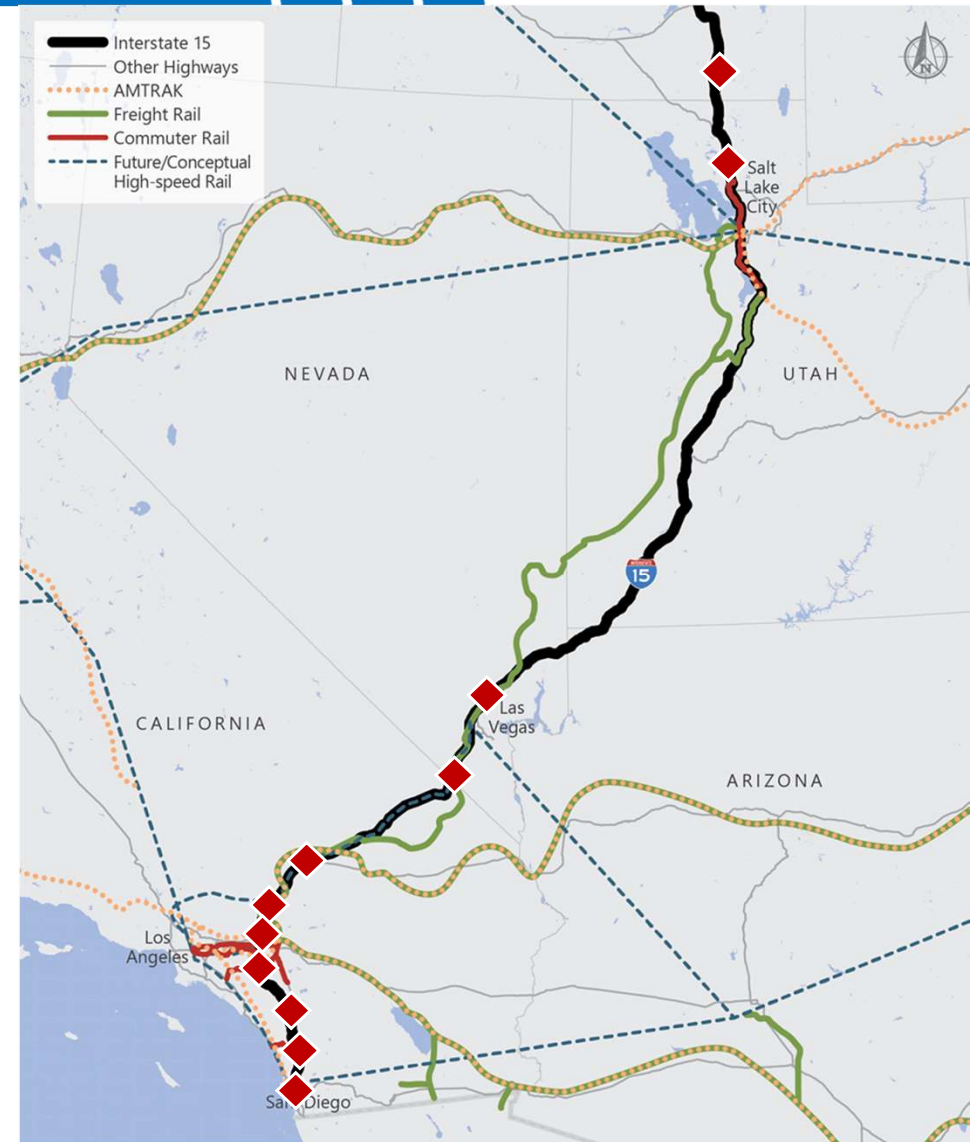 Interstate 15
Other Highways
AMTRAK
Freight Rail
Commuter Rail
Future/Conceptual
High-speed Rail
N
Salt
Lake
City
NEVADA
UTAH
INTERSTATE
15
Las
Vegas
CALIFORNIA
ARIZONA
Los
Angeles
San Diego